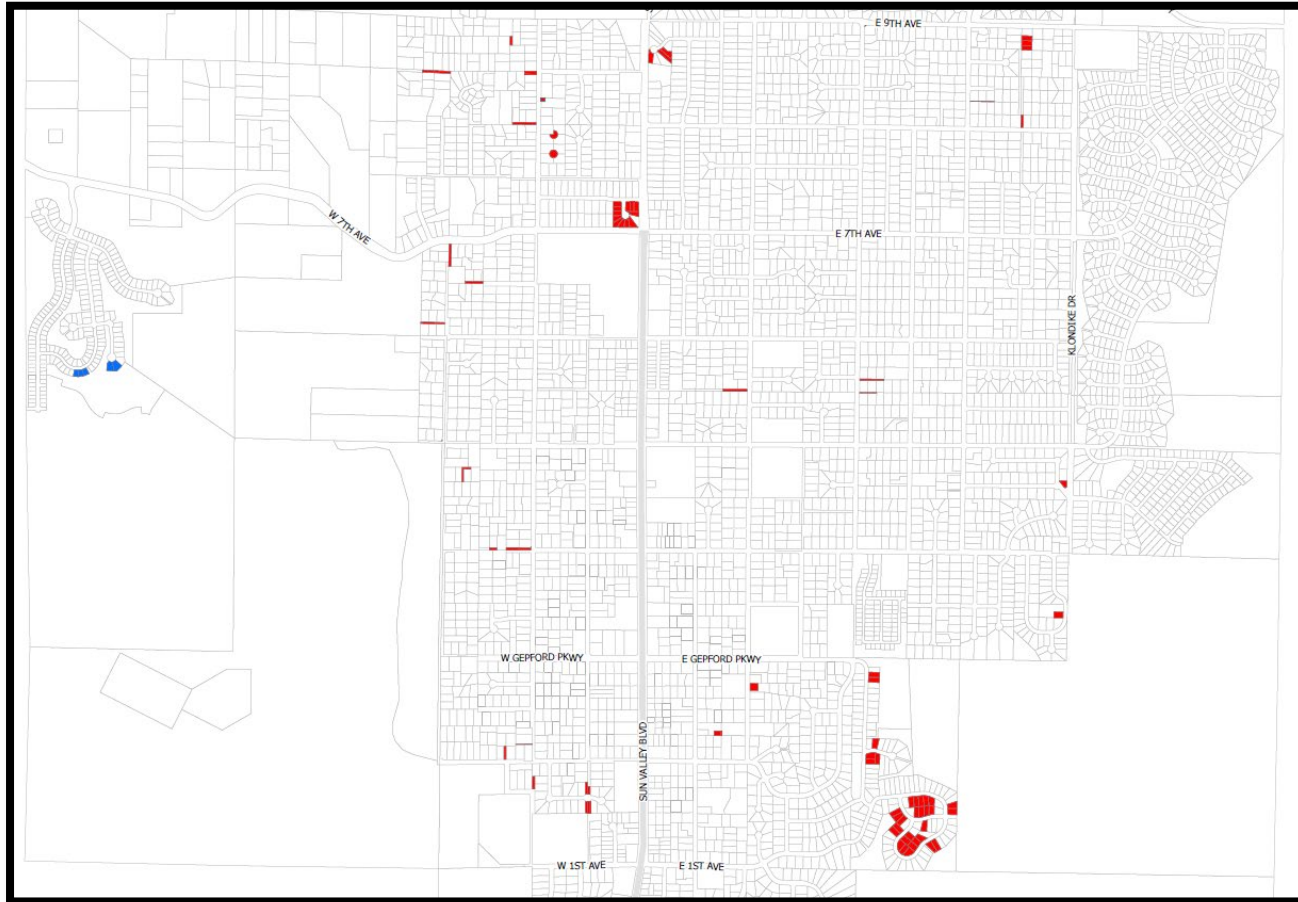 E 9TH AVE
W 7TH AVE
E 7TH AVE
KLONDIKE DR
W GEPFORD PKWY
E GEPFORD PKWY
SUN VALLEY BLVD
W 1ST AVE
E 1ST AVE